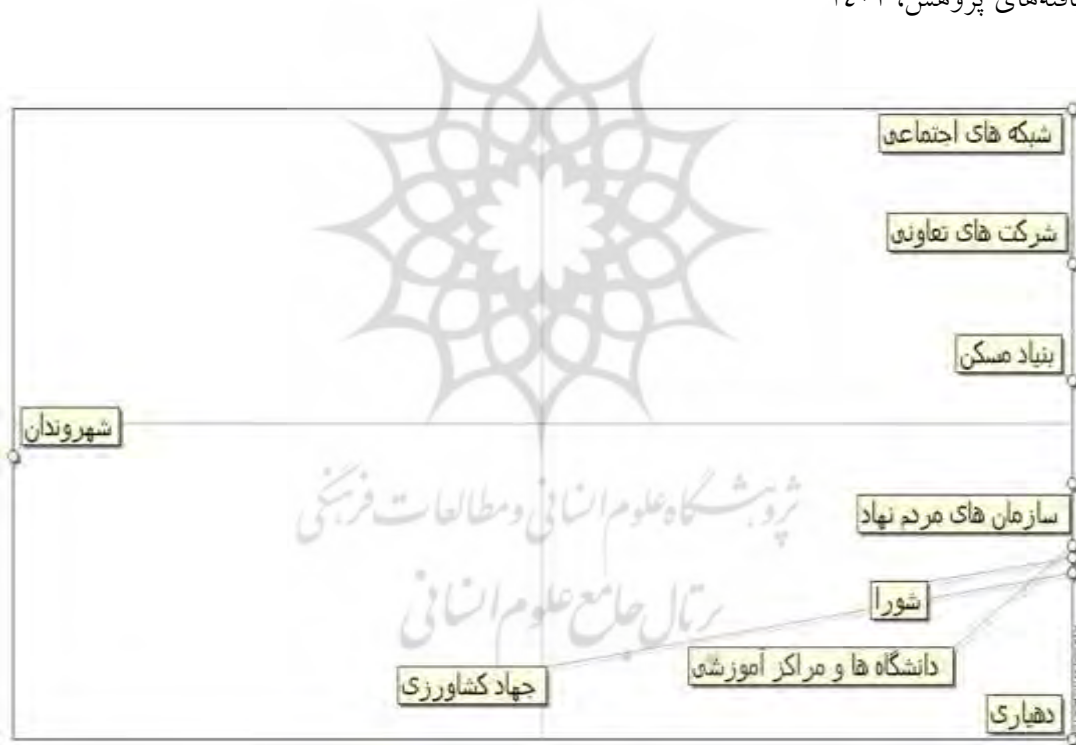 پژوهش،
شبکه های اجتماعی
شرکت های تعاونی
بنیاد مسکن
شهروندان
پژوهشگاه علوم انسانی و مطالعات فرهنگی
سازمان های مردم نهاد
پرتال جامع علوم انسانی
شورا
دانشگاه ها و مراکز آموزشی
جهاد کشاورزی
دهیاری